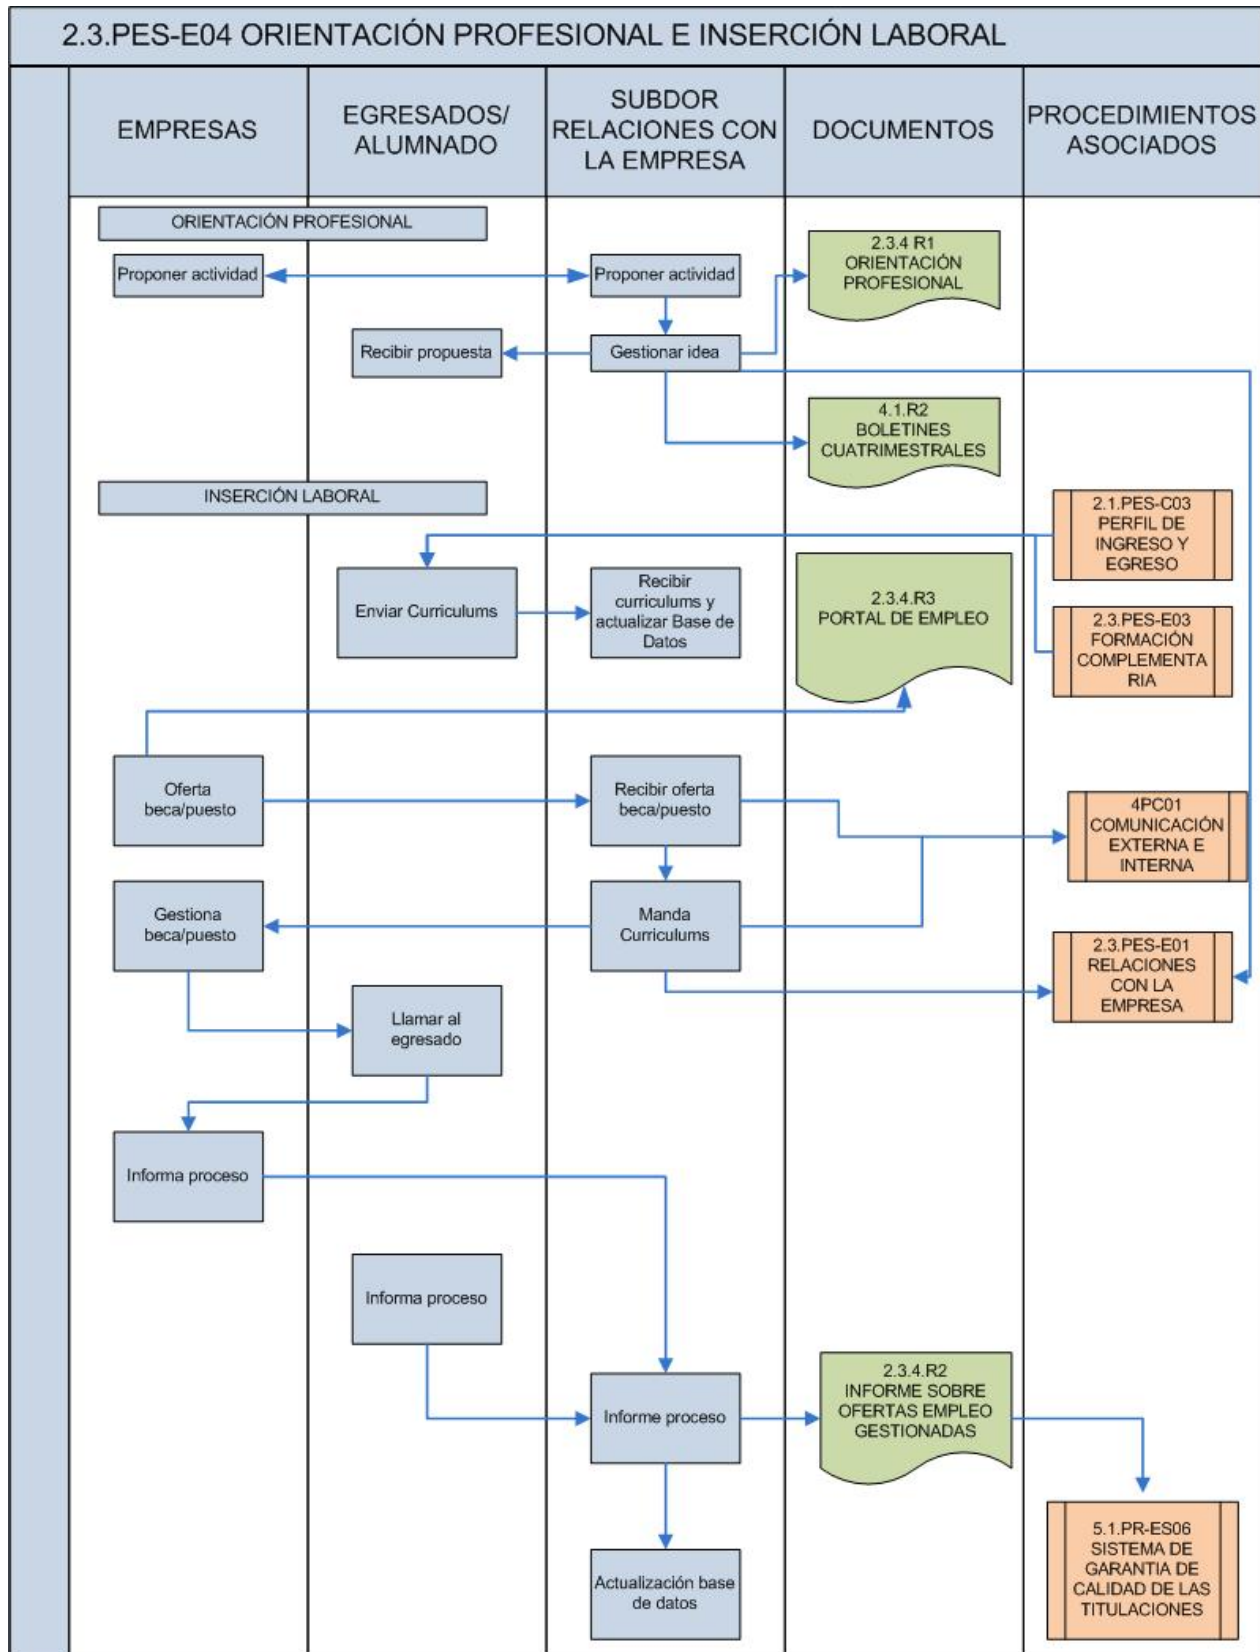 2.3.PES-E04 ORIENTACIÓN PROFESIONAL E INSERCIÓN LABORAL
EMPRESAS
EGRESADOS/
ALUMNADO
SUBDOR
RELACIONES CON
LA EMPRESA
DOCUMENTOS
PROCEDIMIENTOS
ASOCIADOS
ORIENTACIÓN PROFESIONAL
Proponer actividad
Proponer actividad
2.3.4 R1
ORIENTACIÓN
PROFESIONAL
Recibir propuesta
Gestionar idea
4.1.R2
BOLETINES
CUATRIMESTRALES
INSERCIÓN LABORAL
2.1.PES-C03
PERFIL DE
INGRESO Y
EGRESO
Enviar Curriculums
Recibir
curriculums y
actualizar Base de
Datos
2.3.4.R3
PORTAL DE EMPLEO
2.3.PES-E03
FORMACIÓN
COMPLEMENTA
RIA
Oferta
beca/puesto
Recibir oferta
beca/puesto
4PC01
COMUNICACIÓN
EXTERNA E
INTERNA
Gestiona
beca/puesto
Manda
Curriculums
2.3.PES-E01
RELACIONES
CON LA
EMPRESA
Llamar al
egresado
Informa proceso
Informa proceso
Informe proceso
2.3.4.R2
INFORME SOBRE
OFERTAS EMPLEO
GESTIONADAS
5.1.PR-ES06
SISTEMA DE
GARANTIA DE
CALIDAD DE LAS
TITULACIONES
Actualización base
de datos